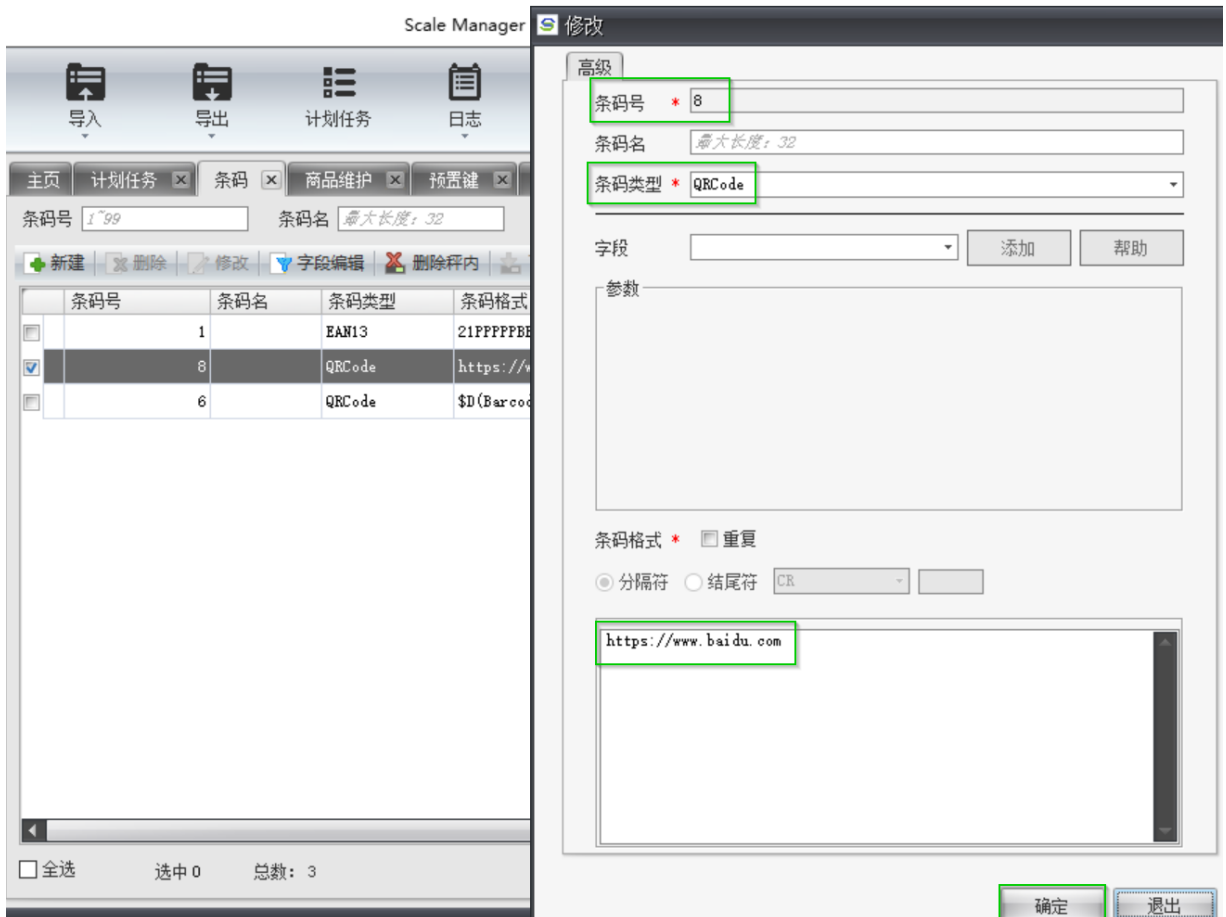 Scale Manager
修改
导入
导出
计划任务
日志
主页
计划任务
条码
商品维护
预置键
条码号 1~99 条码名 最大长度：32
新建 删除 修改 字段编辑 删除秤内
条码号 条码名 条码类型 条码格式
1 EAN13 21PPPPPBE
8 QRCode https://w
6 QRCode $D(Barcod
全选 选中 0 总数： 3
高级
条码号 * 8
条码名 最大长度：32
条码类型 * QRCode
字段 添加 帮助
参数
条码格式 * 重复
分隔符 结尾符 CR
https://www.baidu.com
确定 退出